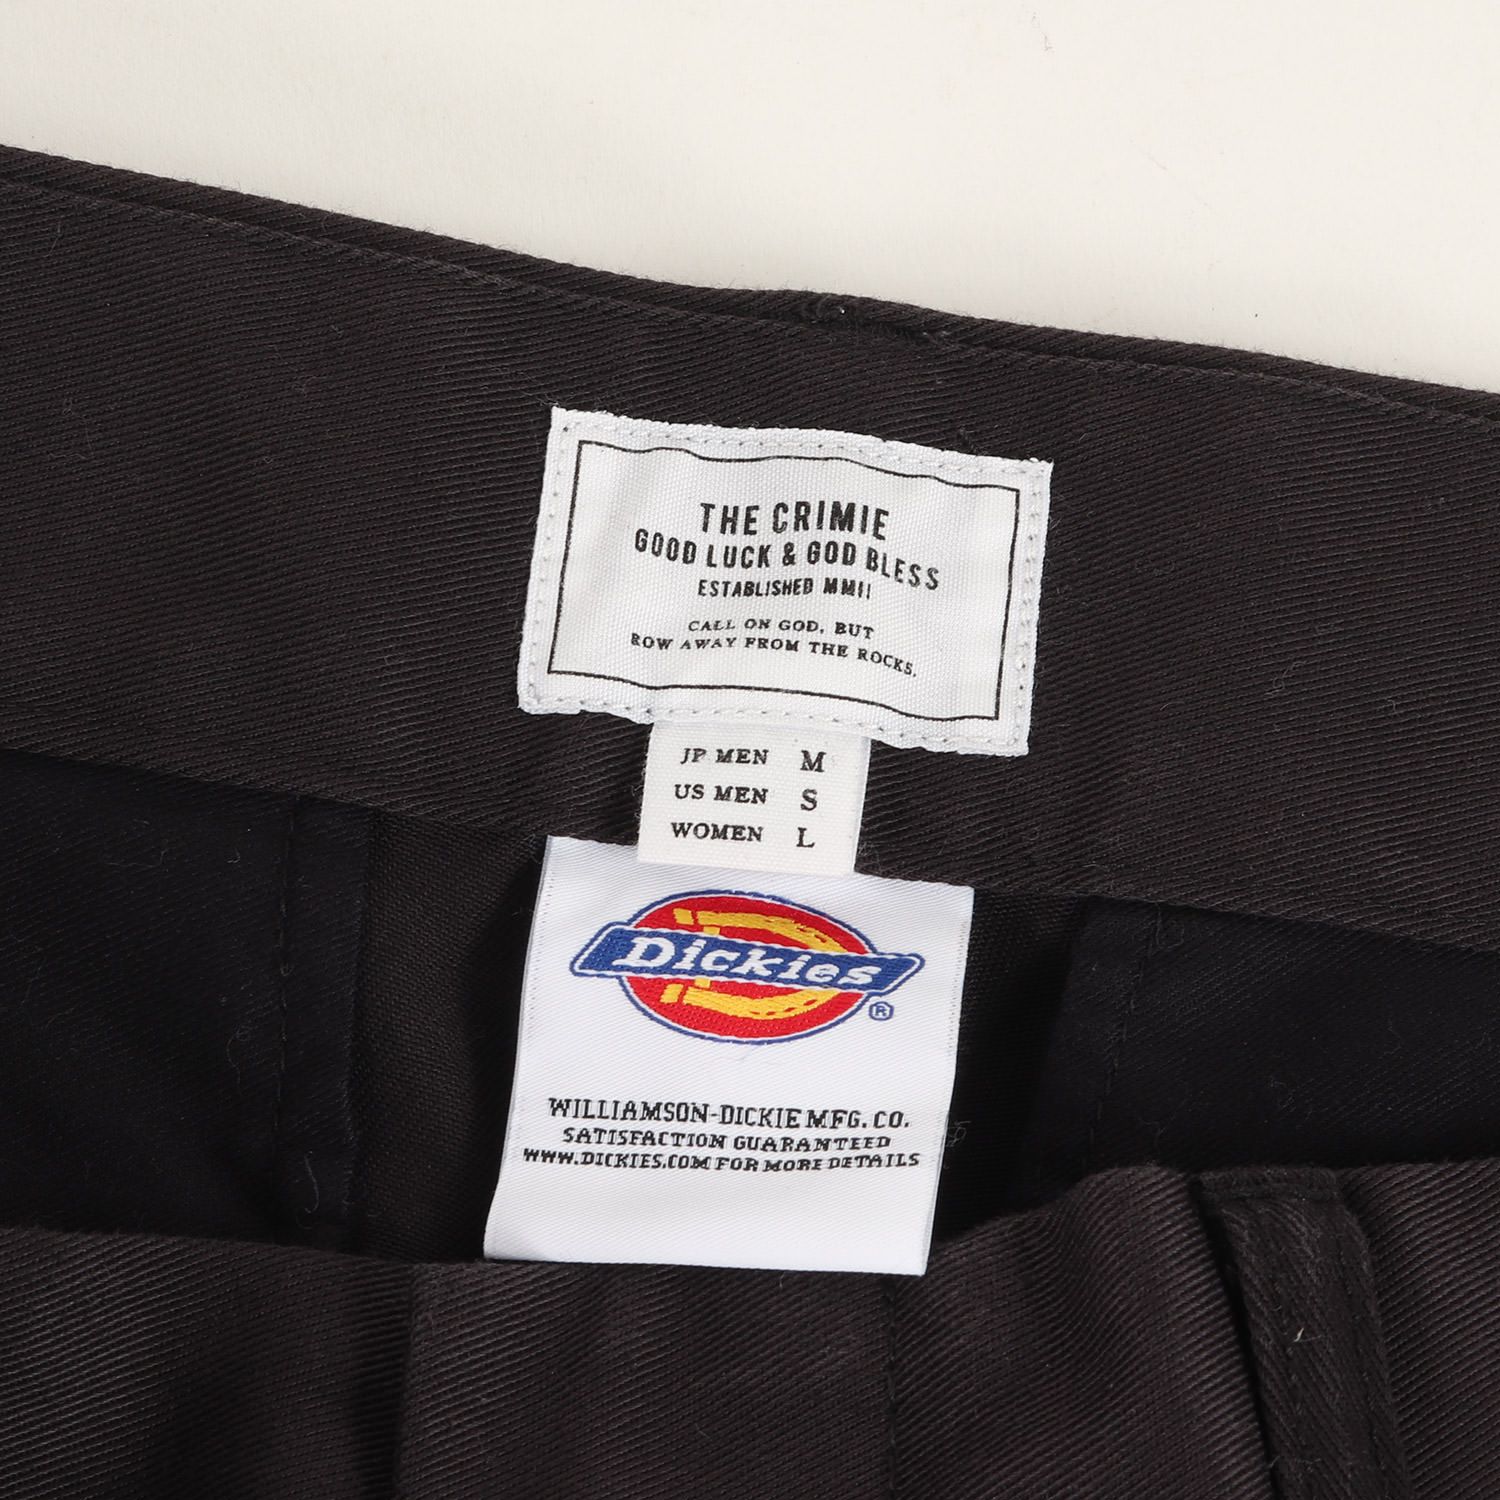 THE CRIMIE
GOOD LUCK & GOD BLESS
ESTABLISHED MMII
CALL ON GOD, BUT
ROW AWAY FROM THE ROCKS.
JP MEN M
US MEN S
WOMEN L
Dickies
®
WILLIAMSON-DICKIE MFG. CO.
SATISFACTION GUARANTEED
WWW.DICKIES.COM FOR MORE DETAILS